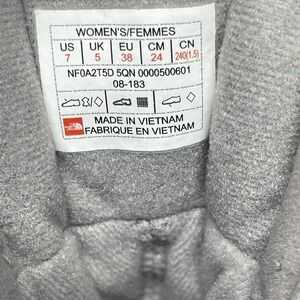 WOMEN'S/FEMMES
US UK EU CM CN
7 5 38 24 240(1.5)
NF0A2T5D 5QN 0000500601
08-183
MADE IN VIETNAM
FABRIQUE EN VIETNAM